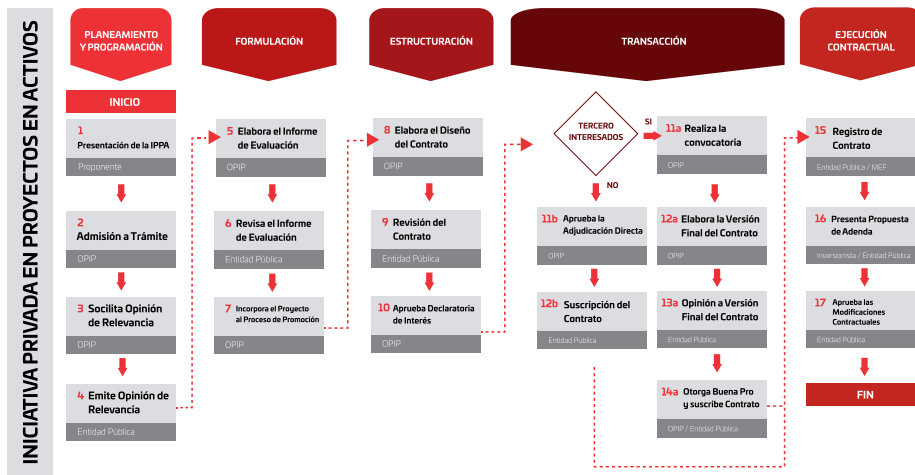 INICIATIVA PRIVADA EN PROYECTOS EN ACTIVOS
PLANEAMIENTO
Y PROGRAMACIÓN
INICIO
1
Presentación de la IPPA
Proponente
2
Admisión a Trámite
OPIP
3 Socilita Opinión
de Relevancia
OPIP
4 Emite Opinión de
Relevancia
Entidad Pública
FORMULACIÓN
5 Elabora el Informe
de Evaluación
OPIP
6 Revisa el Informe
de Evaluación
Entidad Pública
7 Incorpora el Proyecto
al Proceso de Promoción
OPIP
ESTRUCTURACIÓN
8 Elabora el Diseño
del Contrato
OPIP
9 Revisión del
Contrato
Entidad Pública
10 Aprueba Declaratoria
de Interés
OPIP
TRANSACCIÓN
TERCERO
INTERESADOS
SI
NO
11a Realiza la
convocatoria
OPIP
11b Aprueba la
Adjudicación Directa
OPIP
12a Elabora la Versión
Final del Contrato
OPIP
12b Suscripción del
Contrato
Entidad Pública
13a Opinión a Versión
Final del Contrato
Entidad Pública
14a Otorga Buena Pro
y suscribe Contrato
OPIP / Entidad Pública
EJECUCIÓN
CONTRACTUAL
15 Registro de
Contrato
Entidad Pública / MEF
16 Presenta Propuesta
de Adenda
Inversionista / Entidad Pública
17 Aprueba las
Modificaciones
Contractuales
Entidad Pública
FIN